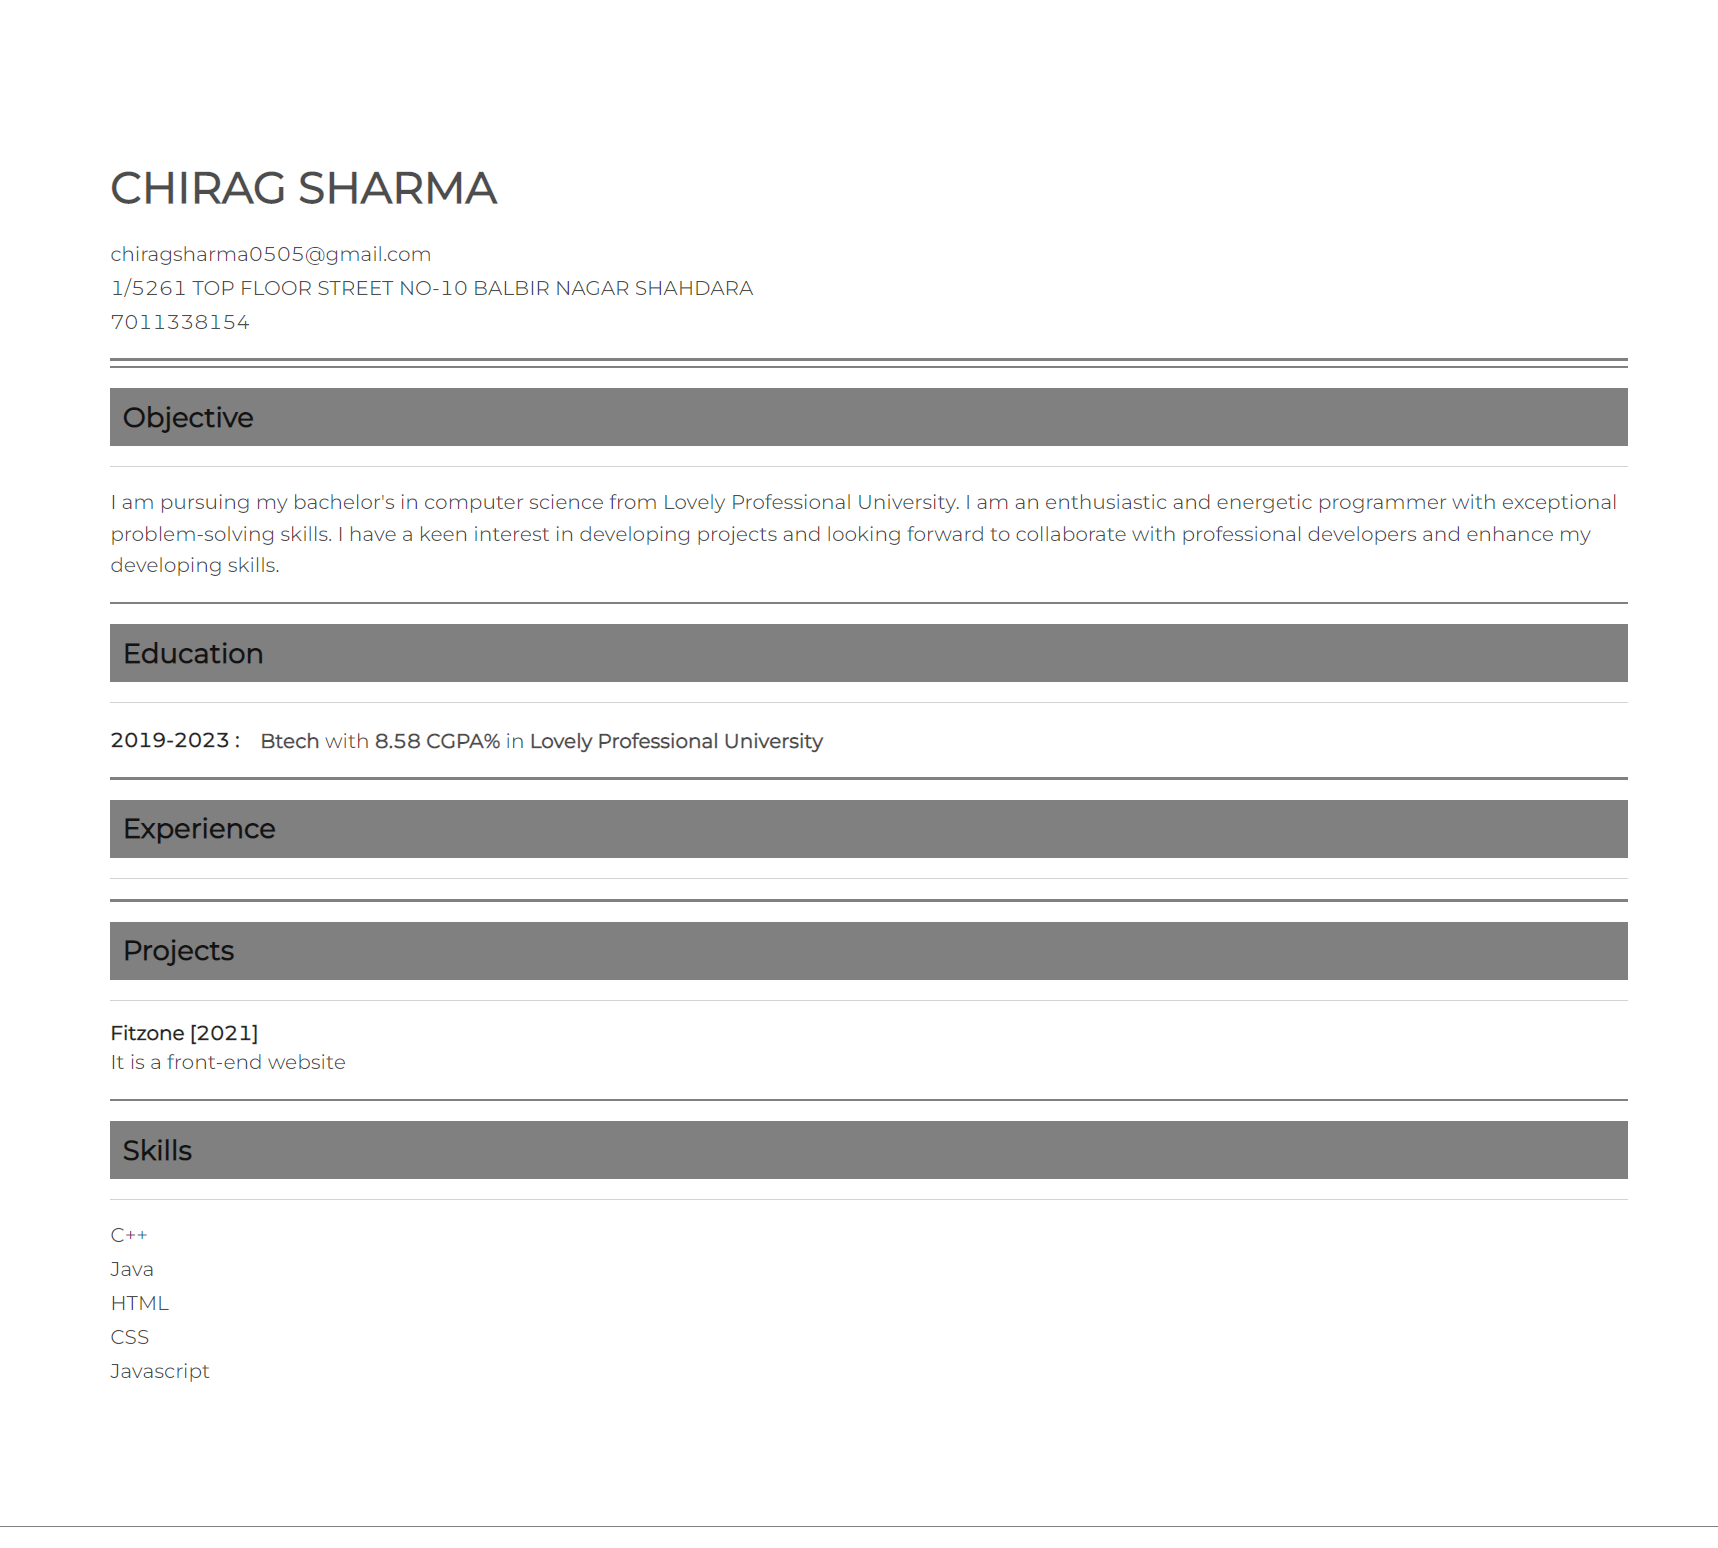 CHIRAG SHARMA
chiragsharma0505@gmail.com
1/5261 TOP FLOOR STREET NO-10 BALBIR NAGAR SHAHDARA
7011338154
Objective
I am pursuing my bachelor's in computer science from Lovely Professional University. I am an enthusiastic and energetic programmer with exceptional
problem-solving skills. I have a keen interest in developing projects and looking forward to collaborate with professional developers and enhance my
developing skills.
Education
2019-2023 : Btech with 8.58 CGPA% in Lovely Professional University
Experience
Projects
Fitzone [2021]
It is a front-end website
Skills
C++
Java
HTML
CSS
Javascript